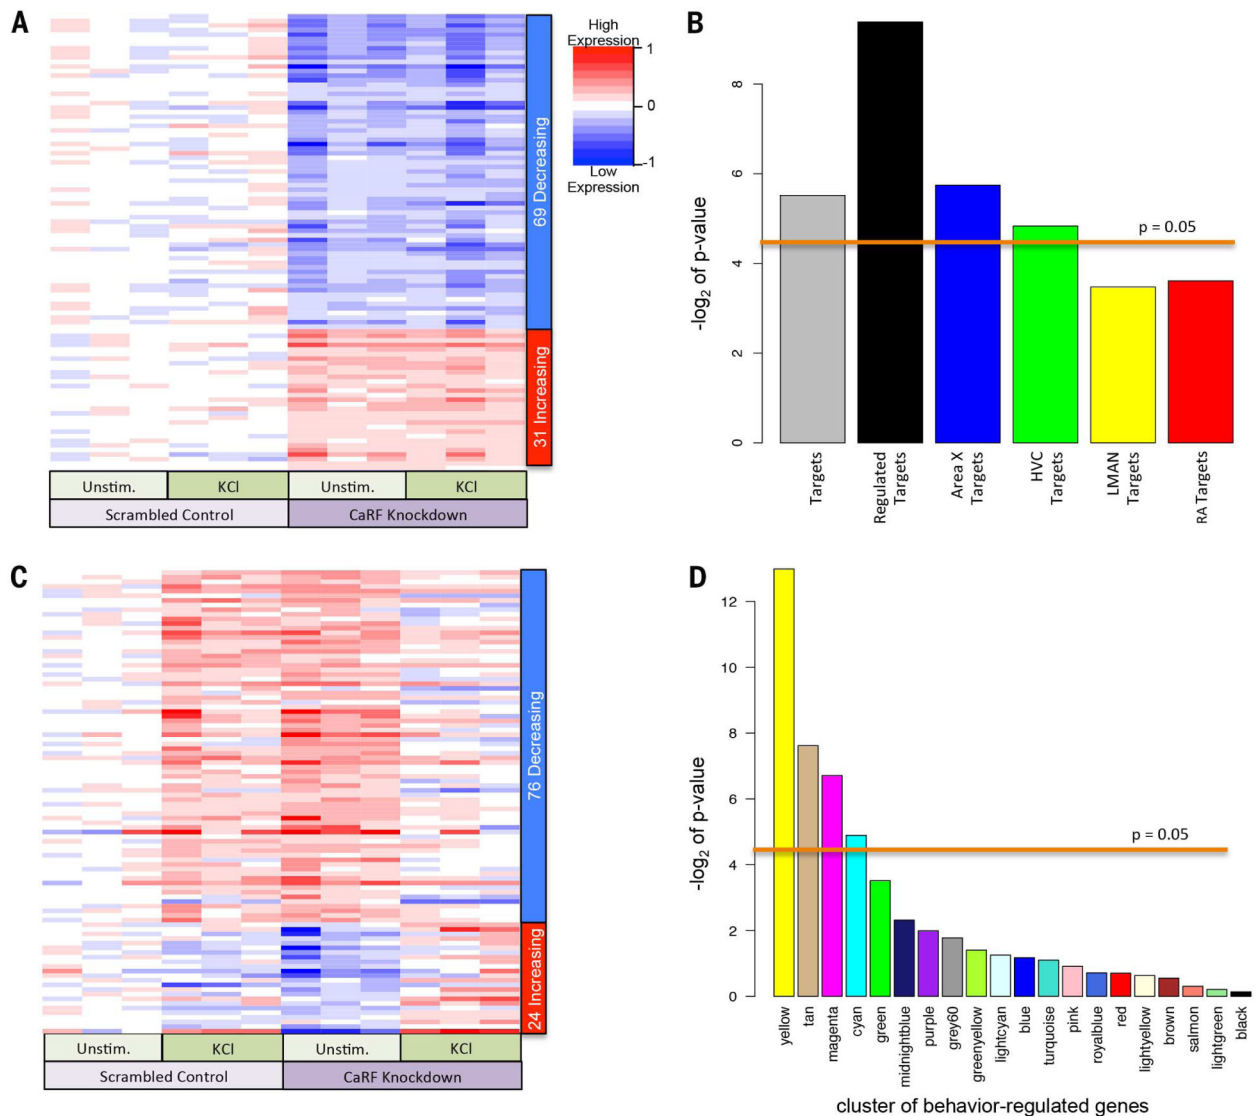 A
69 Decreasing
31 Increasing
Unstim.
KCl
Unstim.
KCl
Scrambled Control
CaRF Knockdown
High
Expression
1
0
-1
Low
Expression
B
-log2 of p-value
8
6
4
2
0
p = 0.05
Targets
Regulated
Targets
Area X
Targets
HVC
Targets
LMAN
Targets
RA Targets
C
76 Decreasing
24 Increasing
Unstim.
KCl
Unstim.
KCl
Scrambled Control
CaRF Knockdown
D
-log2 of p-value
12
10
8
6
4
2
0
p = 0.05
yellow
tan
magenta
cyan
green
midnightblue
purple
grey60
greenyellow
lightcyan
blue
turquoise
pink
royalblue
red
lightyellow
brown
salmon
lightgreen
black
cluster of behavior-regulated genes